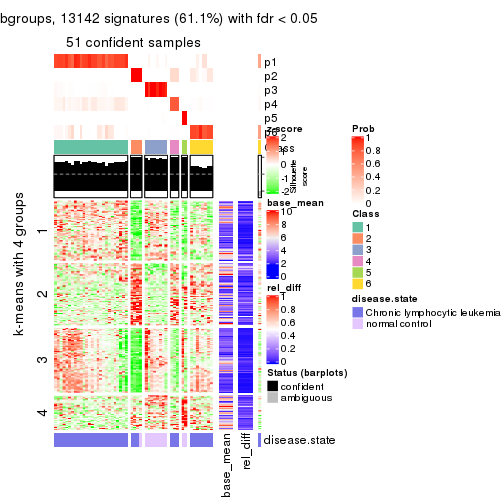 bgroups, 13142 signatures (61.1%) with fdr < 0.05
51 confident samples
p1
p2
p3
p4
p5
z-score
2
1
0
-1
-2
Silhouette
score
Prob
1
0.8
0.6
0.4
0.2
0
base_mean
10
8
6
4
2
0
Class
1
2
3
4
5
6
rel_diff
1
0.8
0.6
0.4
0.2
0
disease.state
Chronic lymphocytic leukemia
normal control
Status (barplots)
confident
ambiguous
k-means with 4 groups
1
2
3
4
base_mean
rel_diff
disease.state